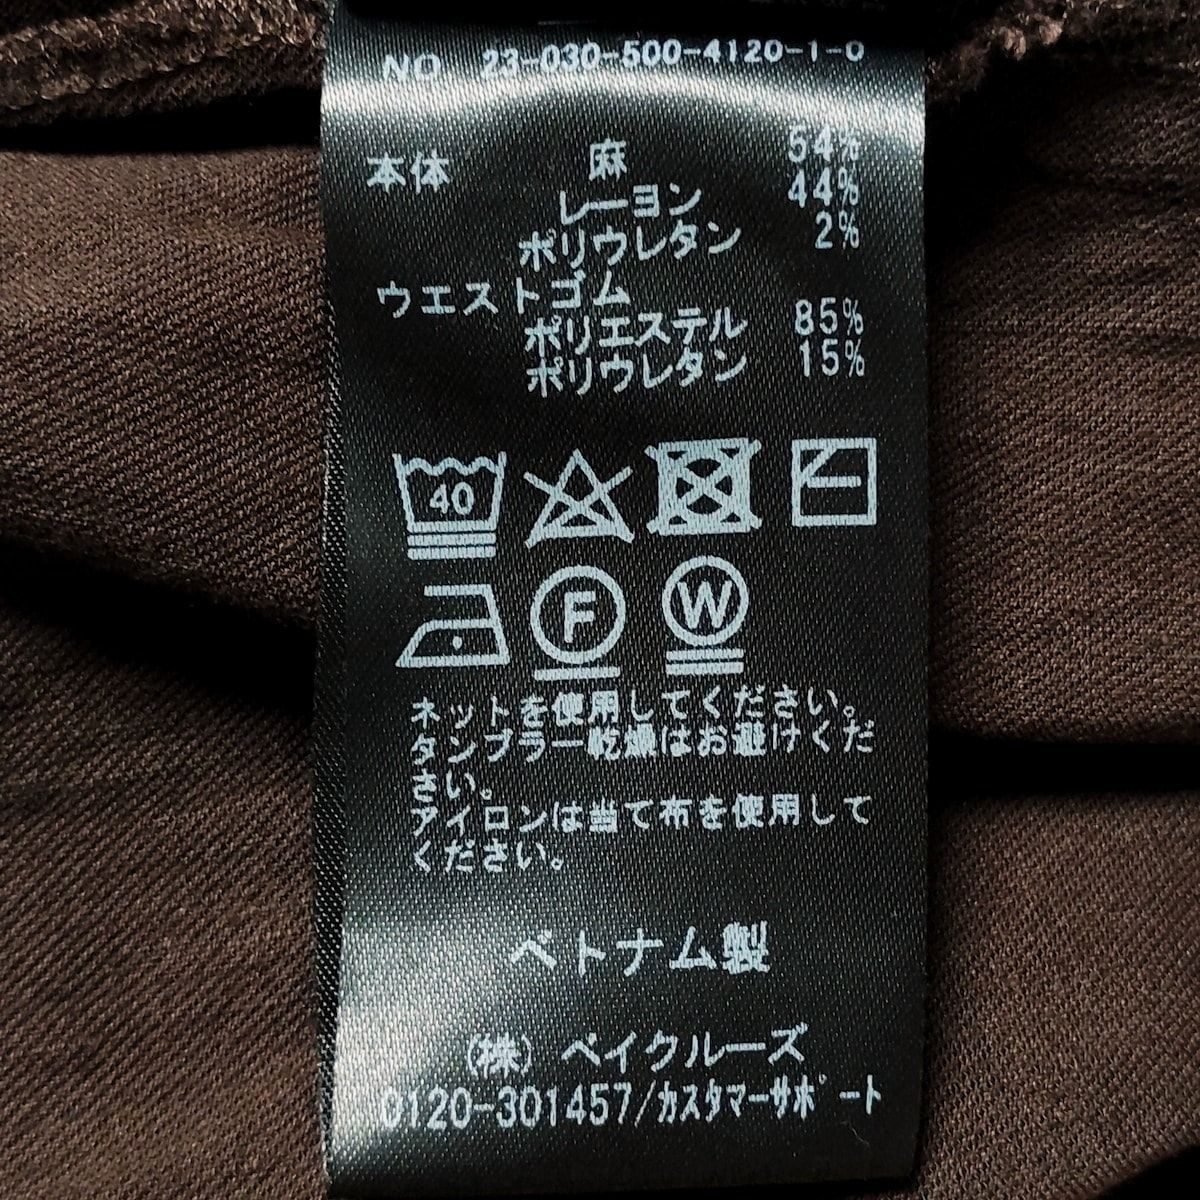 NO 23-030-500-4120-1-0
本体 麻 54%
レーヨン 44%
ポリウレタン 2%
ウエストゴム
ポリエステル 85%
ポリウレタン 15%
40
F W
ネットを使用してください。
タンブラー乾燥はお避けくだ
さい。
アイロンは当て布を使用して
ください。
ベトナム製
(株) ベイクルーズ
0120-301457/カスタマーサポート